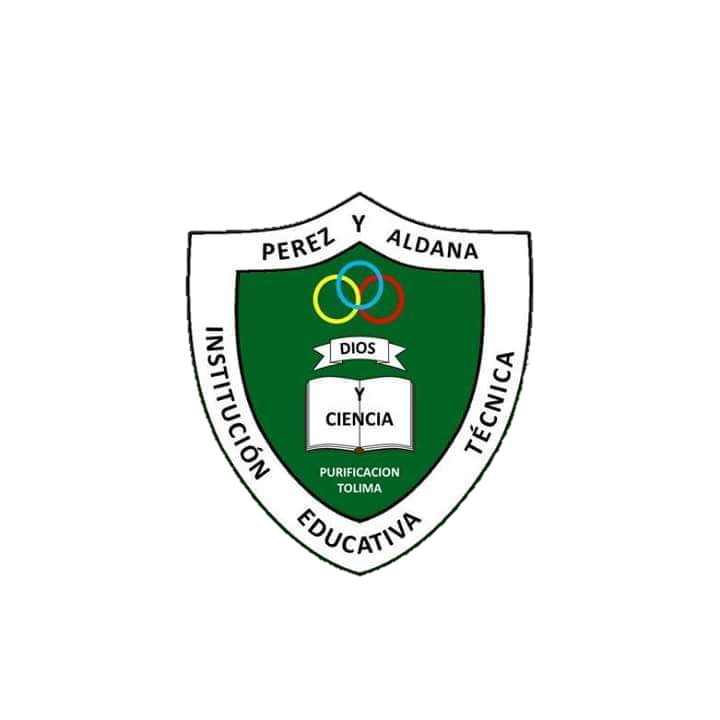 PEREZ Y ALDANA
INSTITUCIÓN EDUCATIVA TÉCNICA
DIOS
Y
CIENCIA
PURIFICACION
TOLIMA